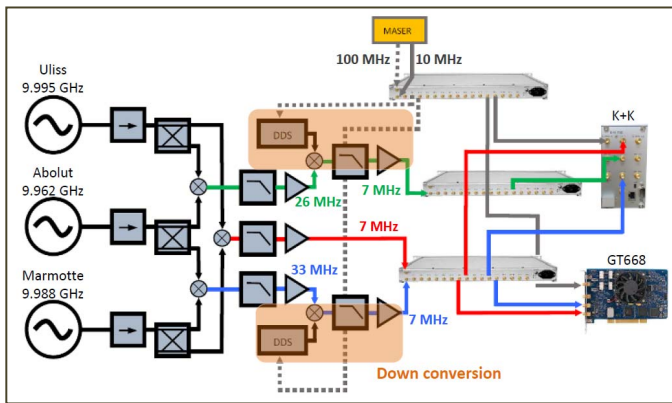 MASER
100 MHz
10 MHz
Uliss
9.995 GHz
K+K
DDS
26 MHz
7 MHz
Abolut
9.962 GHz
7 MHz
33 MHz
Marmotte
9.988 GHz
GT668
7 MHz
DDS
Down conversion